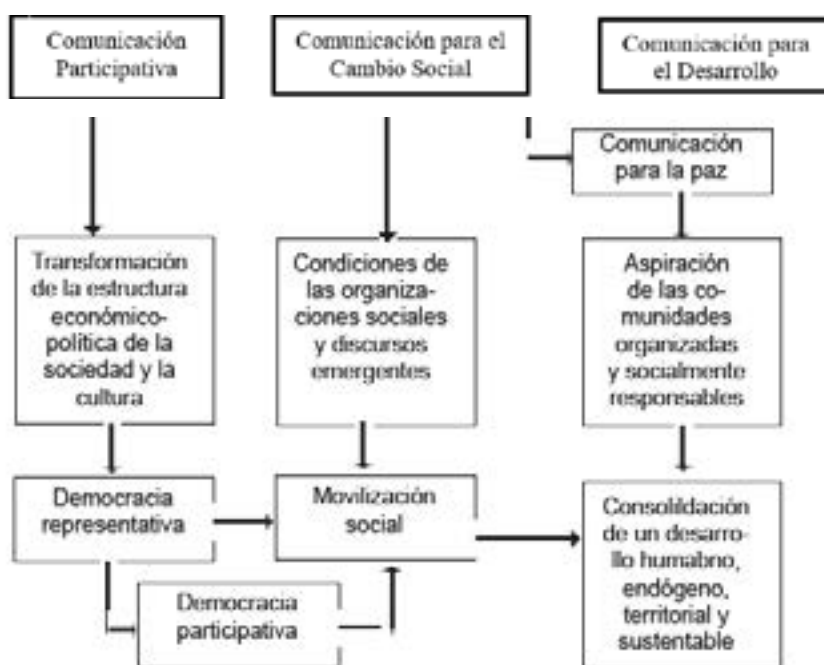 Comunicación
Participativa
Comunicación para el
Cambio Social
Comunicación para
el Desarrollo
Comunicación
para la paz
Transformación
de la estructura
económico-
política de la
sociedad y la
cultura
Condiciones de
las organiza-
ciones sociales
y discursos
emergentes
Aspiración
de las co-
munidades
organizadas
y socialmente
responsables
Democracia
representativa
Movilización
social
Consolildación
de un desarro-
llo humabno,
endógeno,
territorial y
sustentable
Democracia
participativa